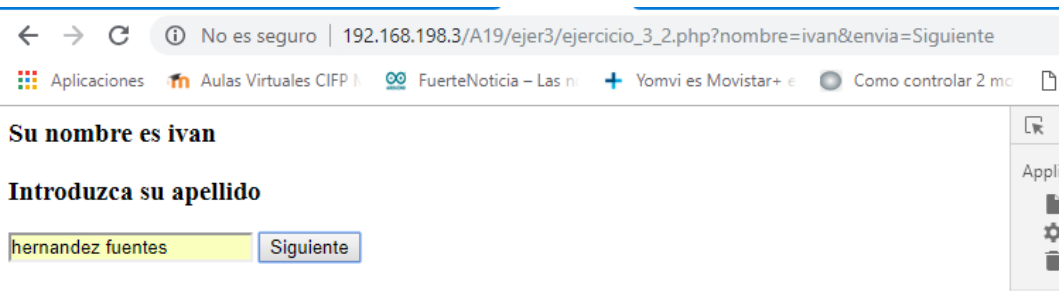 No es seguro | 192.168.198.3/A19/ejer3/ejercicio_3_2.php?nombre=ivan&envia=Siguiente
Aplicaciones Aulas Virtuales CIFP FuerteNoticia – Las Yomvi es Movistar+ Como controlar 2
Su nombre es ivan
Introduzca su apellido
Appli
hernandez fuentes Siguiente